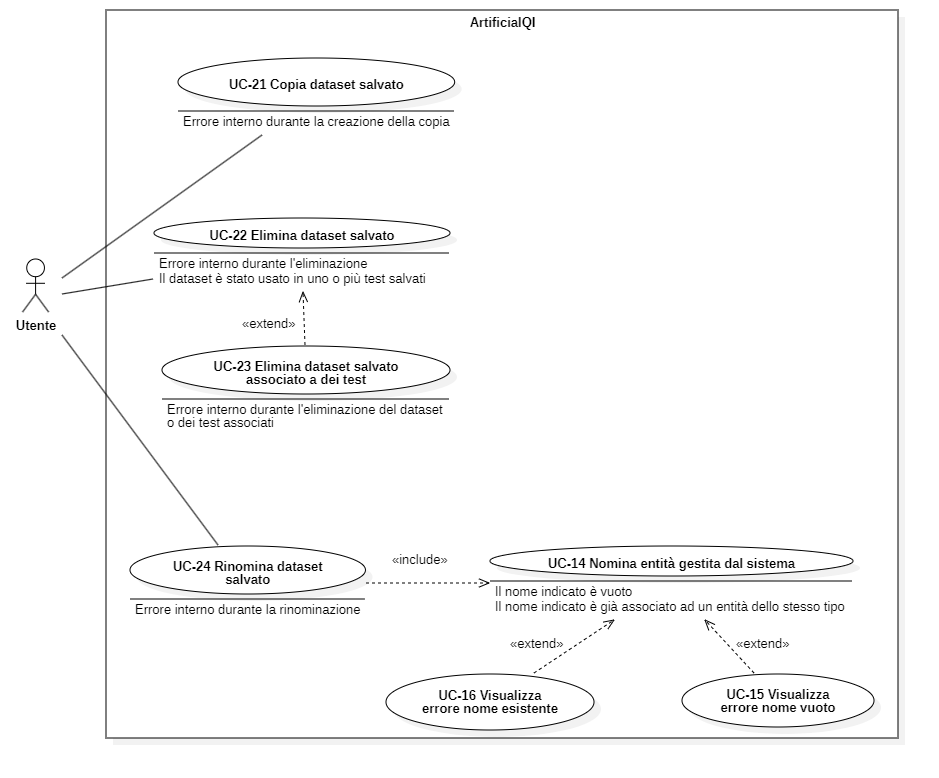 ArtificialQI
UC-21 Copia dataset salvato
Errore interno durante la creazione della copia
UC-22 Elimina dataset salvato
Errore interno durante l'eliminazione
Il dataset è stato usato in uno o più test salvati
Utente
«extend»
UC-23 Elimina dataset salvato
associato a dei test
Errore interno durante l'eliminazione del dataset
o dei test associati
UC-24 Rinomina dataset
salvato
Errore interno durante la rinominazione
«include»
UC-14 Nomina entità gestita dal sistema
Il nome indicato è vuoto
Il nome indicato è già associato ad un entità dello stesso tipo
«extend»
«extend»
UC-16 Visualizza
errore nome esistente
UC-15 Visualizza
errore nome vuoto